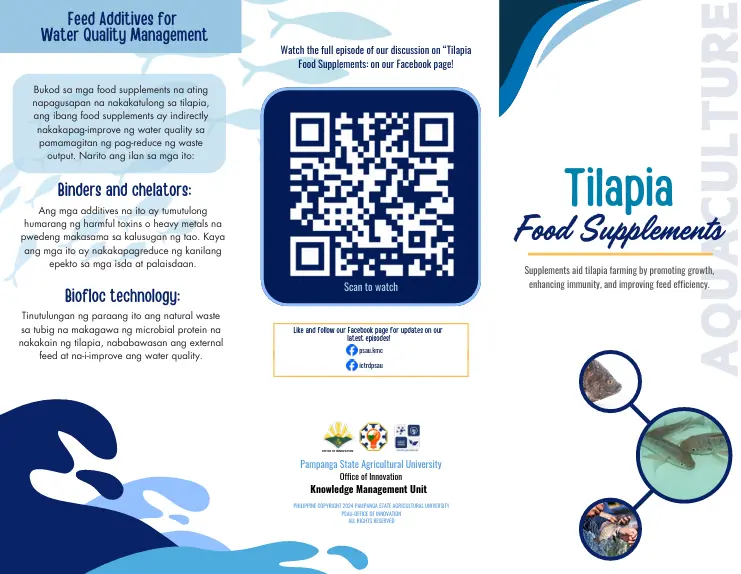 Feed Additives for
Water Quality Management
Bukod sa mga food supplements na ating
napagusapan na nakakatulong sa tilapia,
ang ibang food supplements ay indirectly
nakakapag-improve ng water quality sa
pamamagitan ng pag-reduce ng waste
output. Narito ang ilan sa mga ito:
Binders and chelators:
Ang mga additives na ito ay tumutulong
humarang ng harmful toxins o heavy metals na
pwedeng makasama sa kalusugan ng tao. Kaya
ang mga ito ay nakakapagreduce ng kanilang
epekto sa mga isda at palaisdaan.
Biofloc technology:
Tinutulungan ng paraang ito ang natural waste
sa tubig na makagawa ng microbial protein na
nakakain ng tilapia, nababawasan ang external
feed at na-i-improve ang water quality.
Watch the full episode of our discussion on “Tilapia
Food Supplements: on our Facebook page!
Scan to watch
Like and follow our Facebook page for updates on our
latest episodes!
psau.kmc
ictrdpsau
OFFICE OF INNOVATION
Pampanga State Agricultural University
Office of Innovation
Knowledge Management Unit
PHILIPPINE COPYRIGHT 2024 PAMPANGA STATE AGRICULTURAL UNIVERSITY
PSAU-OFFICE OF INNOVATION
ALL RIGHTS RESERVED
AQUACULTURE
Tilapia
Food Supplements
Supplements aid tilapia farming by promoting growth,
enhancing immunity, and improving feed efficiency.